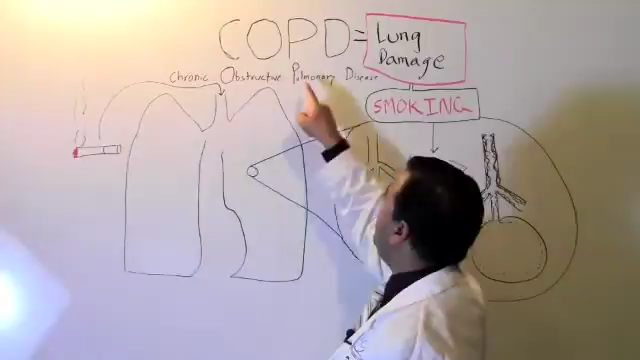 COPD = Lung
Damage
Chronic Obstructive Pulmonary Disease
SMOKING